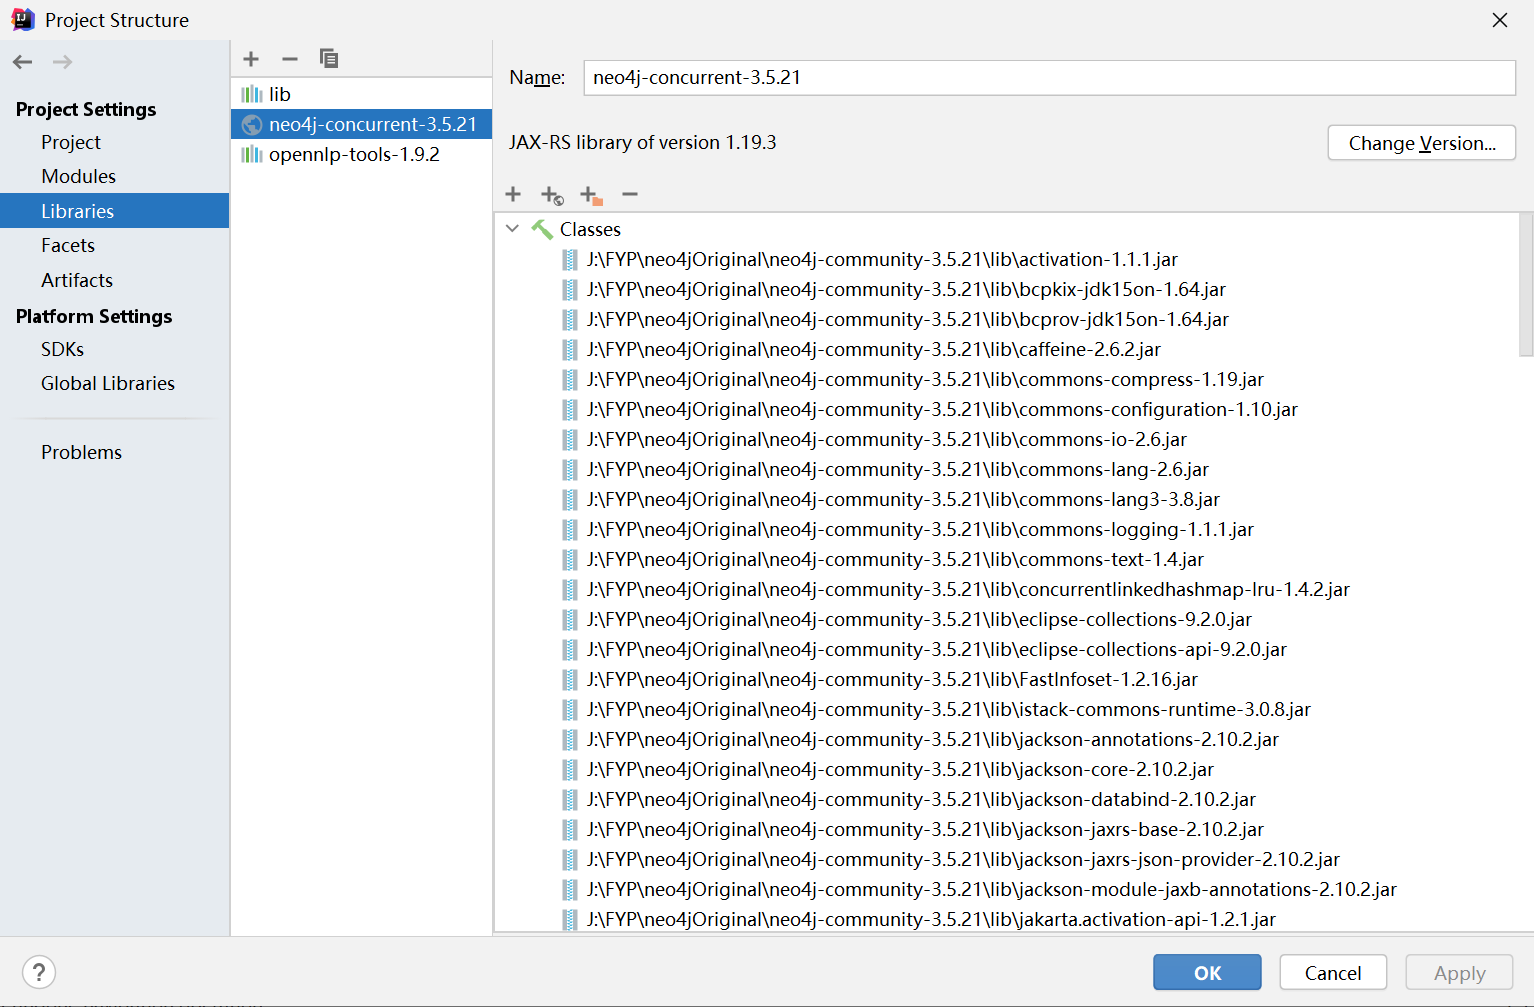 Project Structure
Project Settings
Project
Modules
Libraries
Facets
Artifacts
Platform Settings
SDKs
Global Libraries
Problems
lib
neo4j-concurrent-3.5.21
opennlp-tools-1.9.2
Name: neo4j-concurrent-3.5.21
JAX-RS library of version 1.19.3
Change Version...
Classes
J:\FYP\neo4jOriginal\neo4j-community-3.5.21\lib\activation-1.1.1.jar
J:\FYP\neo4jOriginal\neo4j-community-3.5.21\lib\bcpkix-jdk15on-1.64.jar
J:\FYP\neo4jOriginal\neo4j-community-3.5.21\lib\bcprov-jdk15on-1.64.jar
J:\FYP\neo4jOriginal\neo4j-community-3.5.21\lib\caffeine-2.6.2.jar
J:\FYP\neo4jOriginal\neo4j-community-3.5.21\lib\commons-compress-1.19.jar
J:\FYP\neo4jOriginal\neo4j-community-3.5.21\lib\commons-configuration-1.10.jar
J:\FYP\neo4jOriginal\neo4j-community-3.5.21\lib\commons-io-2.6.jar
J:\FYP\neo4jOriginal\neo4j-community-3.5.21\lib\commons-lang-2.6.jar
J:\FYP\neo4jOriginal\neo4j-community-3.5.21\lib\commons-lang3-3.8.jar
J:\FYP\neo4jOriginal\neo4j-community-3.5.21\lib\commons-logging-1.1.1.jar
J:\FYP\neo4jOriginal\neo4j-community-3.5.21\lib\commons-text-1.4.jar
J:\FYP\neo4jOriginal\neo4j-community-3.5.21\lib\concurrentlinkedhashmap-lru-1.4.2.jar
J:\FYP\neo4jOriginal\neo4j-community-3.5.21\lib\eclipse-collections-9.2.0.jar
J:\FYP\neo4jOriginal\neo4j-community-3.5.21\lib\eclipse-collections-api-9.2.0.jar
J:\FYP\neo4jOriginal\neo4j-community-3.5.21\lib\FastInfoset-1.2.16.jar
J:\FYP\neo4jOriginal\neo4j-community-3.5.21\lib\istack-commons-runtime-3.0.8.jar
J:\FYP\neo4jOriginal\neo4j-community-3.5.21\lib\jackson-annotations-2.10.2.jar
J:\FYP\neo4jOriginal\neo4j-community-3.5.21\lib\jackson-core-2.10.2.jar
J:\FYP\neo4jOriginal\neo4j-community-3.5.21\lib\jackson-databind-2.10.2.jar
J:\FYP\neo4jOriginal\neo4j-community-3.5.21\lib\jackson-jaxrs-base-2.10.2.jar
J:\FYP\neo4jOriginal\neo4j-community-3.5.21\lib\jackson-jaxrs-json-provider-2.10.2.jar
J:\FYP\neo4jOriginal\neo4j-community-3.5.21\lib\jackson-module-jaxb-annotations-2.10.2.jar
J:\FYP\neo4jOriginal\neo4j-community-3.5.21\lib\jakarta.activation-api-1.2.1.jar
?
OK
Cancel
Apply